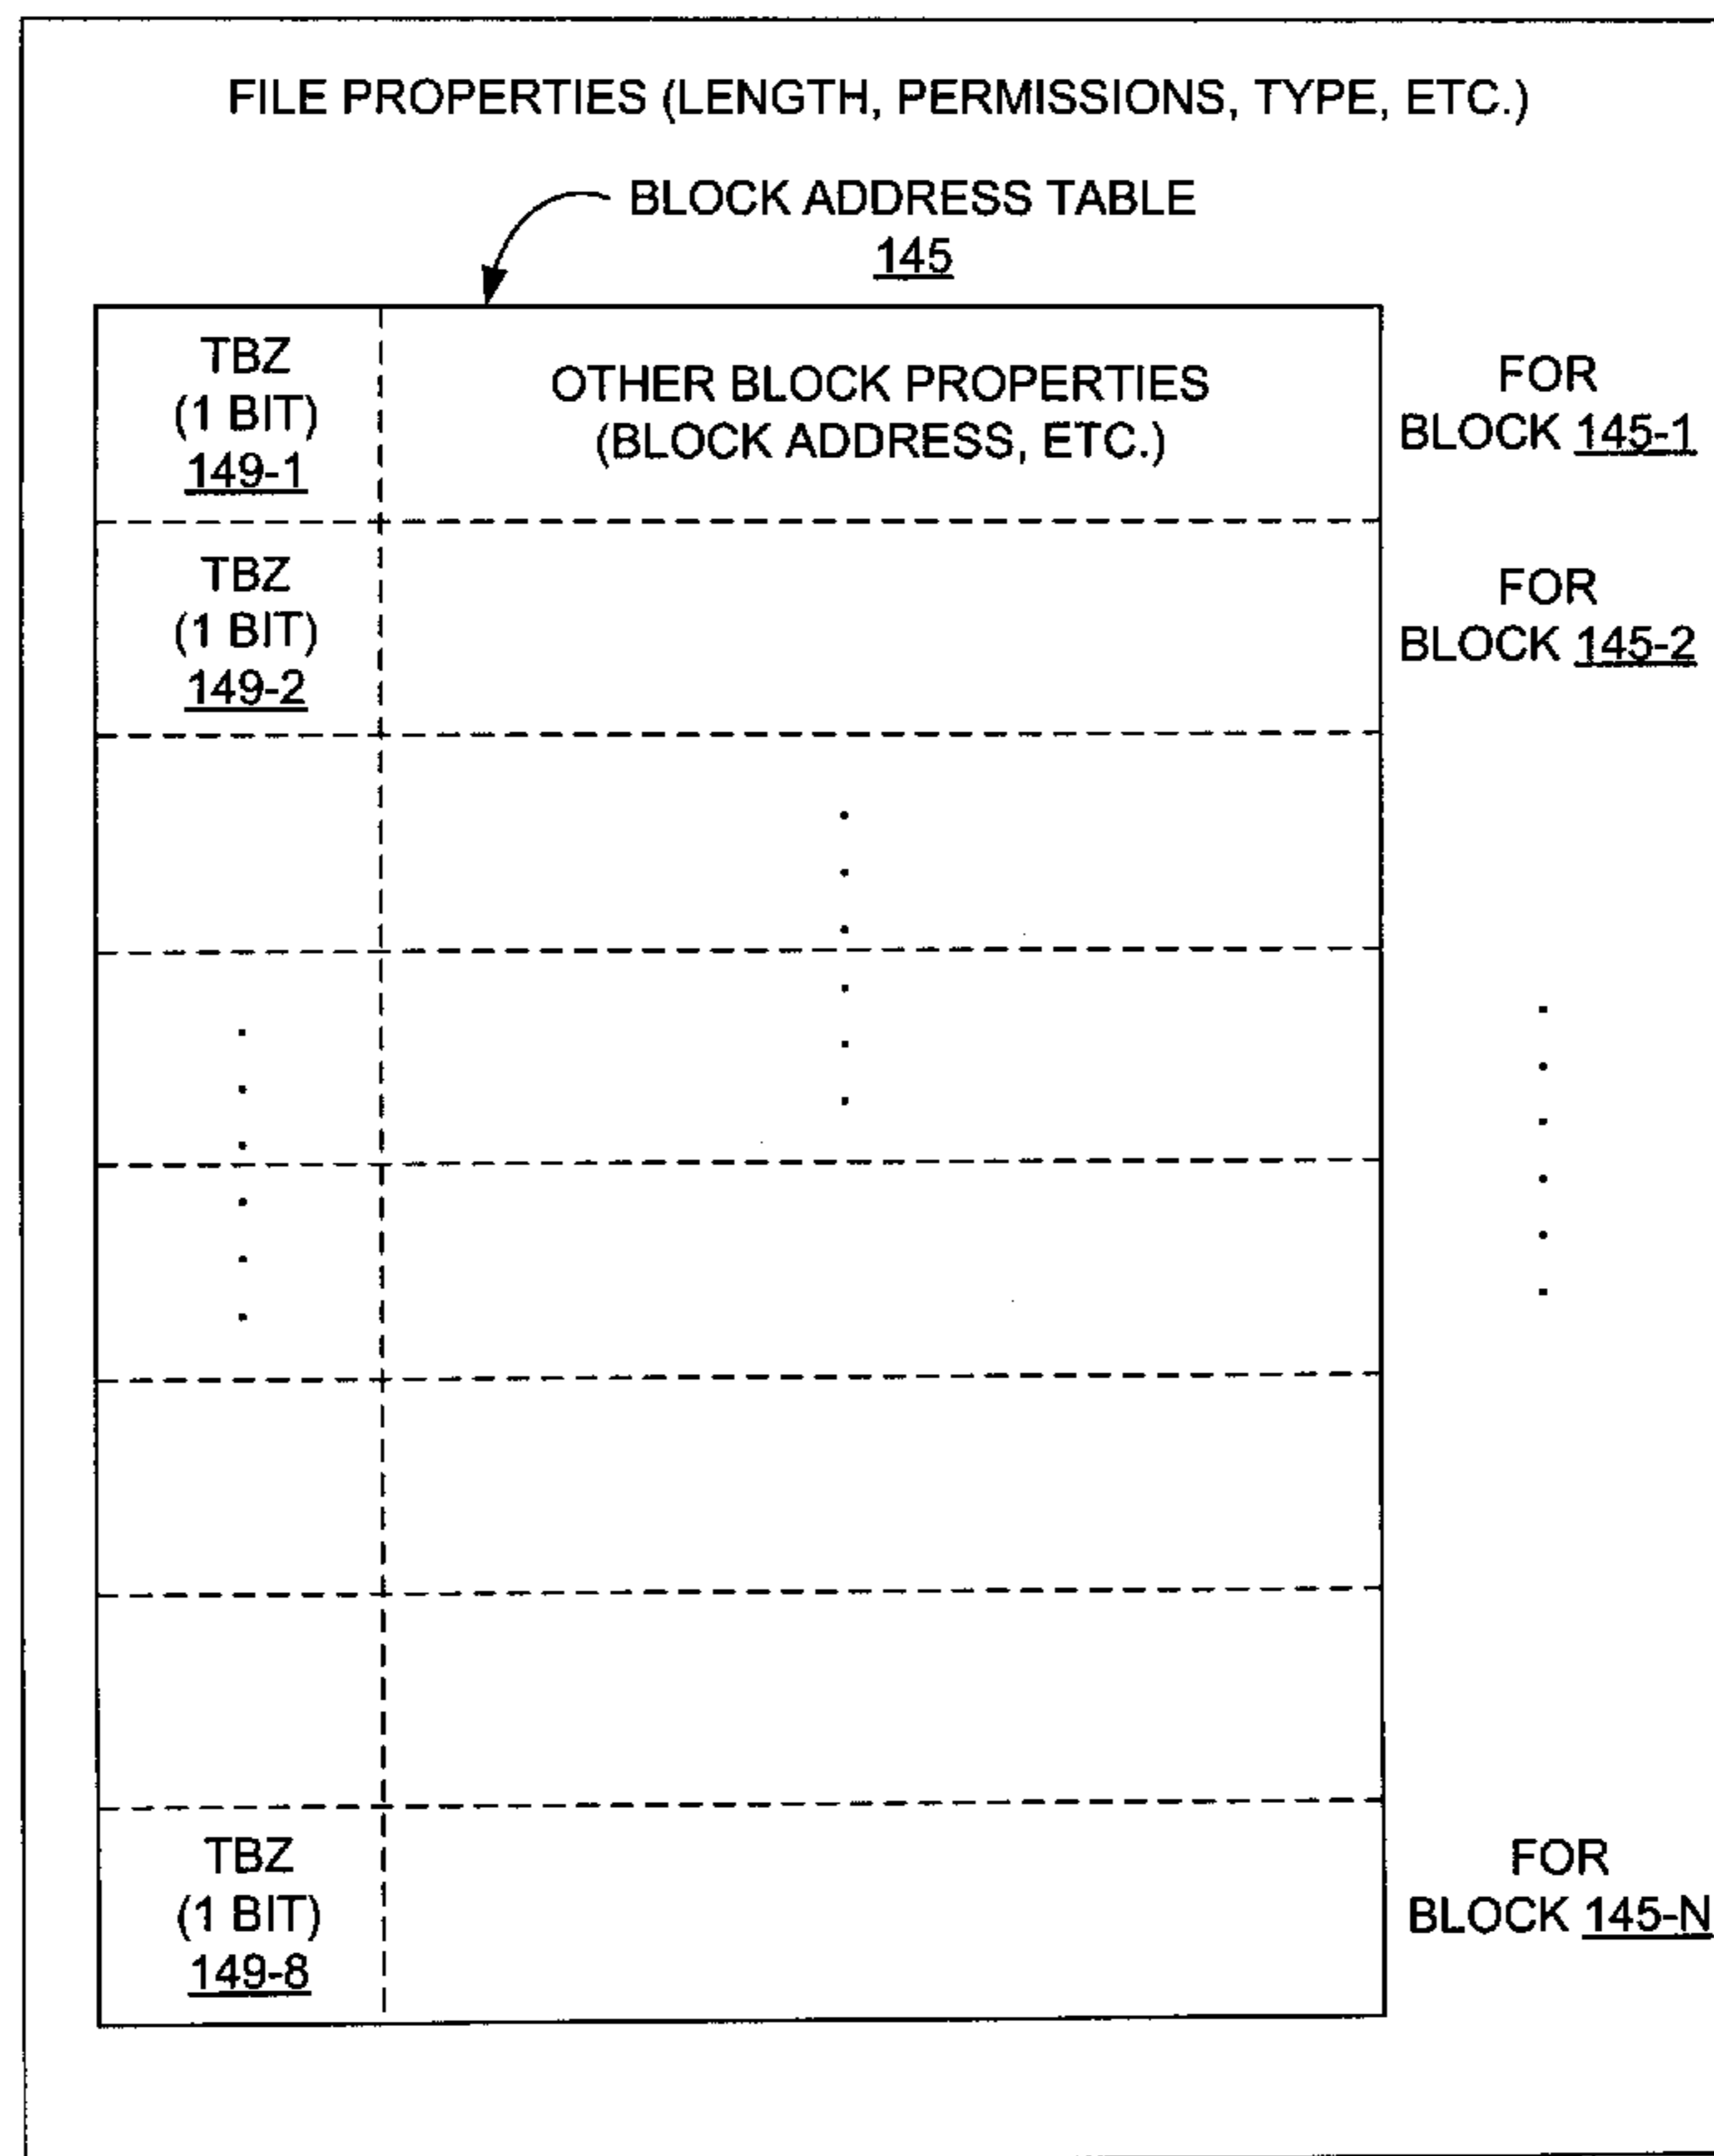 FILE PROPERTIES (LENGTH, PERMISSIONS, TYPE, ETC.)
BLOCK ADDRESS TABLE
145
TBZ
(1 BIT)
149-1
OTHER BLOCK PROPERTIES
(BLOCK ADDRESS, ETC.)
FOR
BLOCK 145-1
TBZ
(1 BIT)
149-2
FOR
BLOCK 145-2
TBZ
(1 BIT)
149-8
FOR
BLOCK 145-N